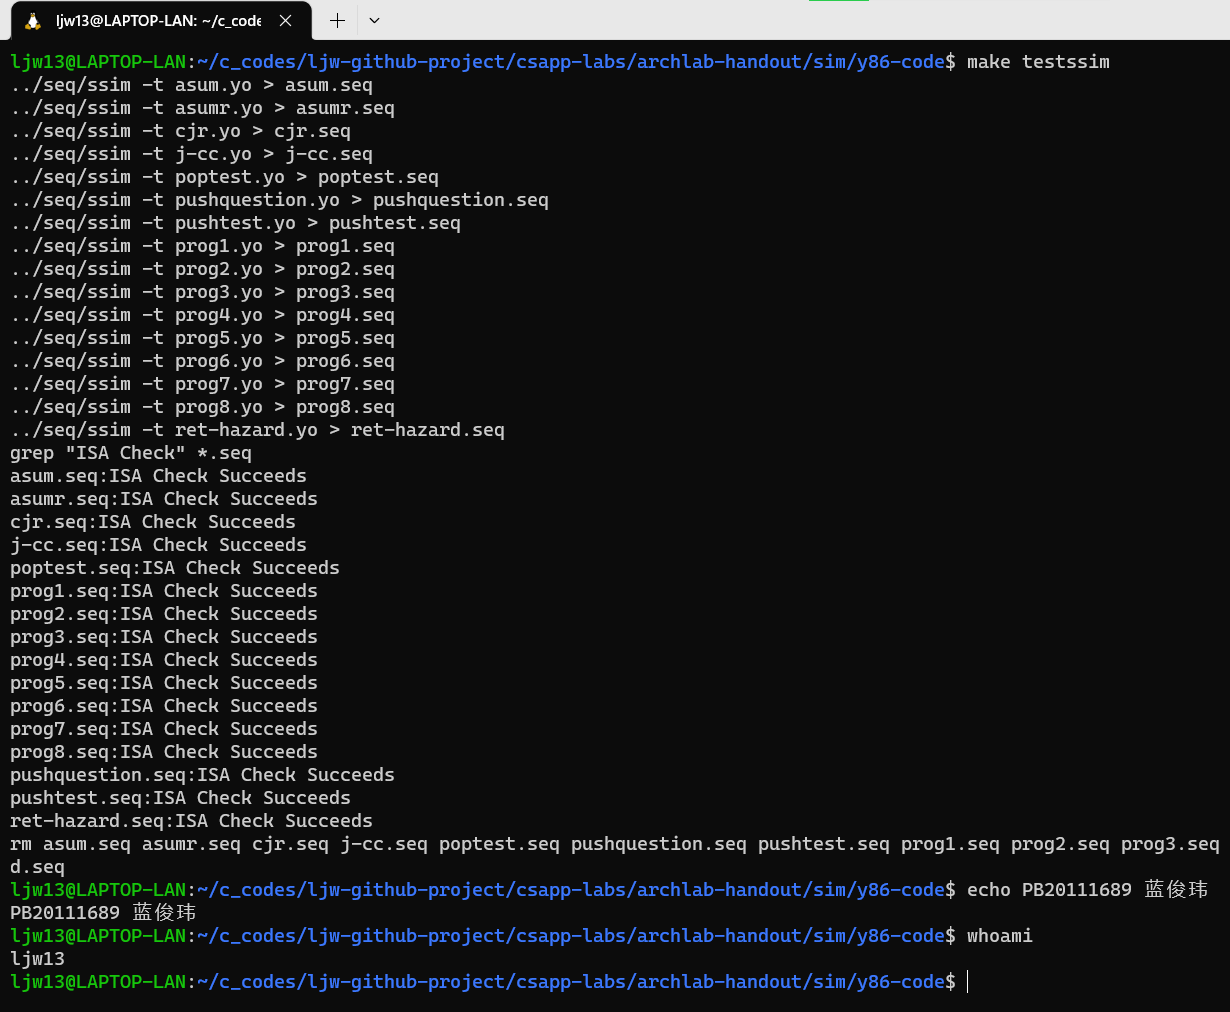 ljw13@LAPTOP-LAN: ~/c_code
ljw13@LAPTOP-LAN:~/c_codes/ljw-github-project/csapp-labs/archlab-handout/sim/y86-code$ make testssim
../seq/ssim -t asum.yo > asum.seq
../seq/ssim -t asumr.yo > asumr.seq
../seq/ssim -t cjr.yo > cjr.seq
../seq/ssim -t j-cc.yo > j-cc.seq
../seq/ssim -t poptest.yo > poptest.seq
../seq/ssim -t pushquestion.yo > pushquestion.seq
../seq/ssim -t pushtest.yo > pushtest.seq
../seq/ssim -t prog1.yo > prog1.seq
../seq/ssim -t prog2.yo > prog2.seq
../seq/ssim -t prog3.yo > prog3.seq
../seq/ssim -t prog4.yo > prog4.seq
../seq/ssim -t prog5.yo > prog5.seq
../seq/ssim -t prog6.yo > prog6.seq
../seq/ssim -t prog7.yo > prog7.seq
../seq/ssim -t prog8.yo > prog8.seq
../seq/ssim -t ret-hazard.yo > ret-hazard.seq
grep "ISA Check" *.seq
asum.seq:ISA Check Succeeds
asumr.seq:ISA Check Succeeds
cjr.seq:ISA Check Succeeds
j-cc.seq:ISA Check Succeeds
poptest.seq:ISA Check Succeeds
prog1.seq:ISA Check Succeeds
prog2.seq:ISA Check Succeeds
prog3.seq:ISA Check Succeeds
prog4.seq:ISA Check Succeeds
prog5.seq:ISA Check Succeeds
prog6.seq:ISA Check Succeeds
prog7.seq:ISA Check Succeeds
prog8.seq:ISA Check Succeeds
pushquestion.seq:ISA Check Succeeds
pushtest.seq:ISA Check Succeeds
ret-hazard.seq:ISA Check Succeeds
rm asum.seq asumr.seq cjr.seq j-cc.seq poptest.seq pushquestion.seq pushtest.seq prog1.seq prog2.seq prog3.seq
d.seq
ljw13@LAPTOP-LAN:~/c_codes/ljw-github-project/csapp-labs/archlab-handout/sim/y86-code$ echo PB20111689 蓝俊玮
PB20111689 蓝俊玮
ljw13@LAPTOP-LAN:~/c_codes/ljw-github-project/csapp-labs/archlab-handout/sim/y86-code$ whoami
ljw13
ljw13@LAPTOP-LAN:~/c_codes/ljw-github-project/csapp-labs/archlab-handout/sim/y86-code$